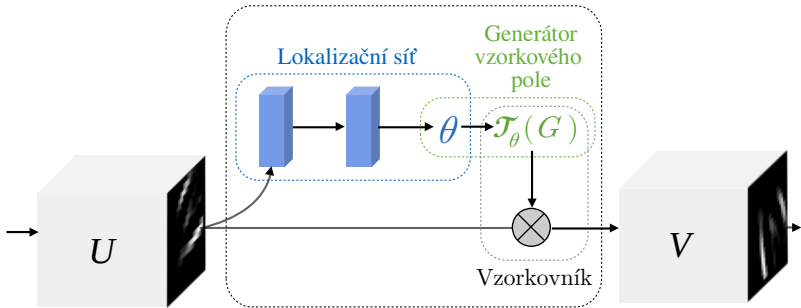 Generátor
vzorkového
pole
Lokalizační síť
θ
𝒯θ(G)
U
V
Vzorkovník